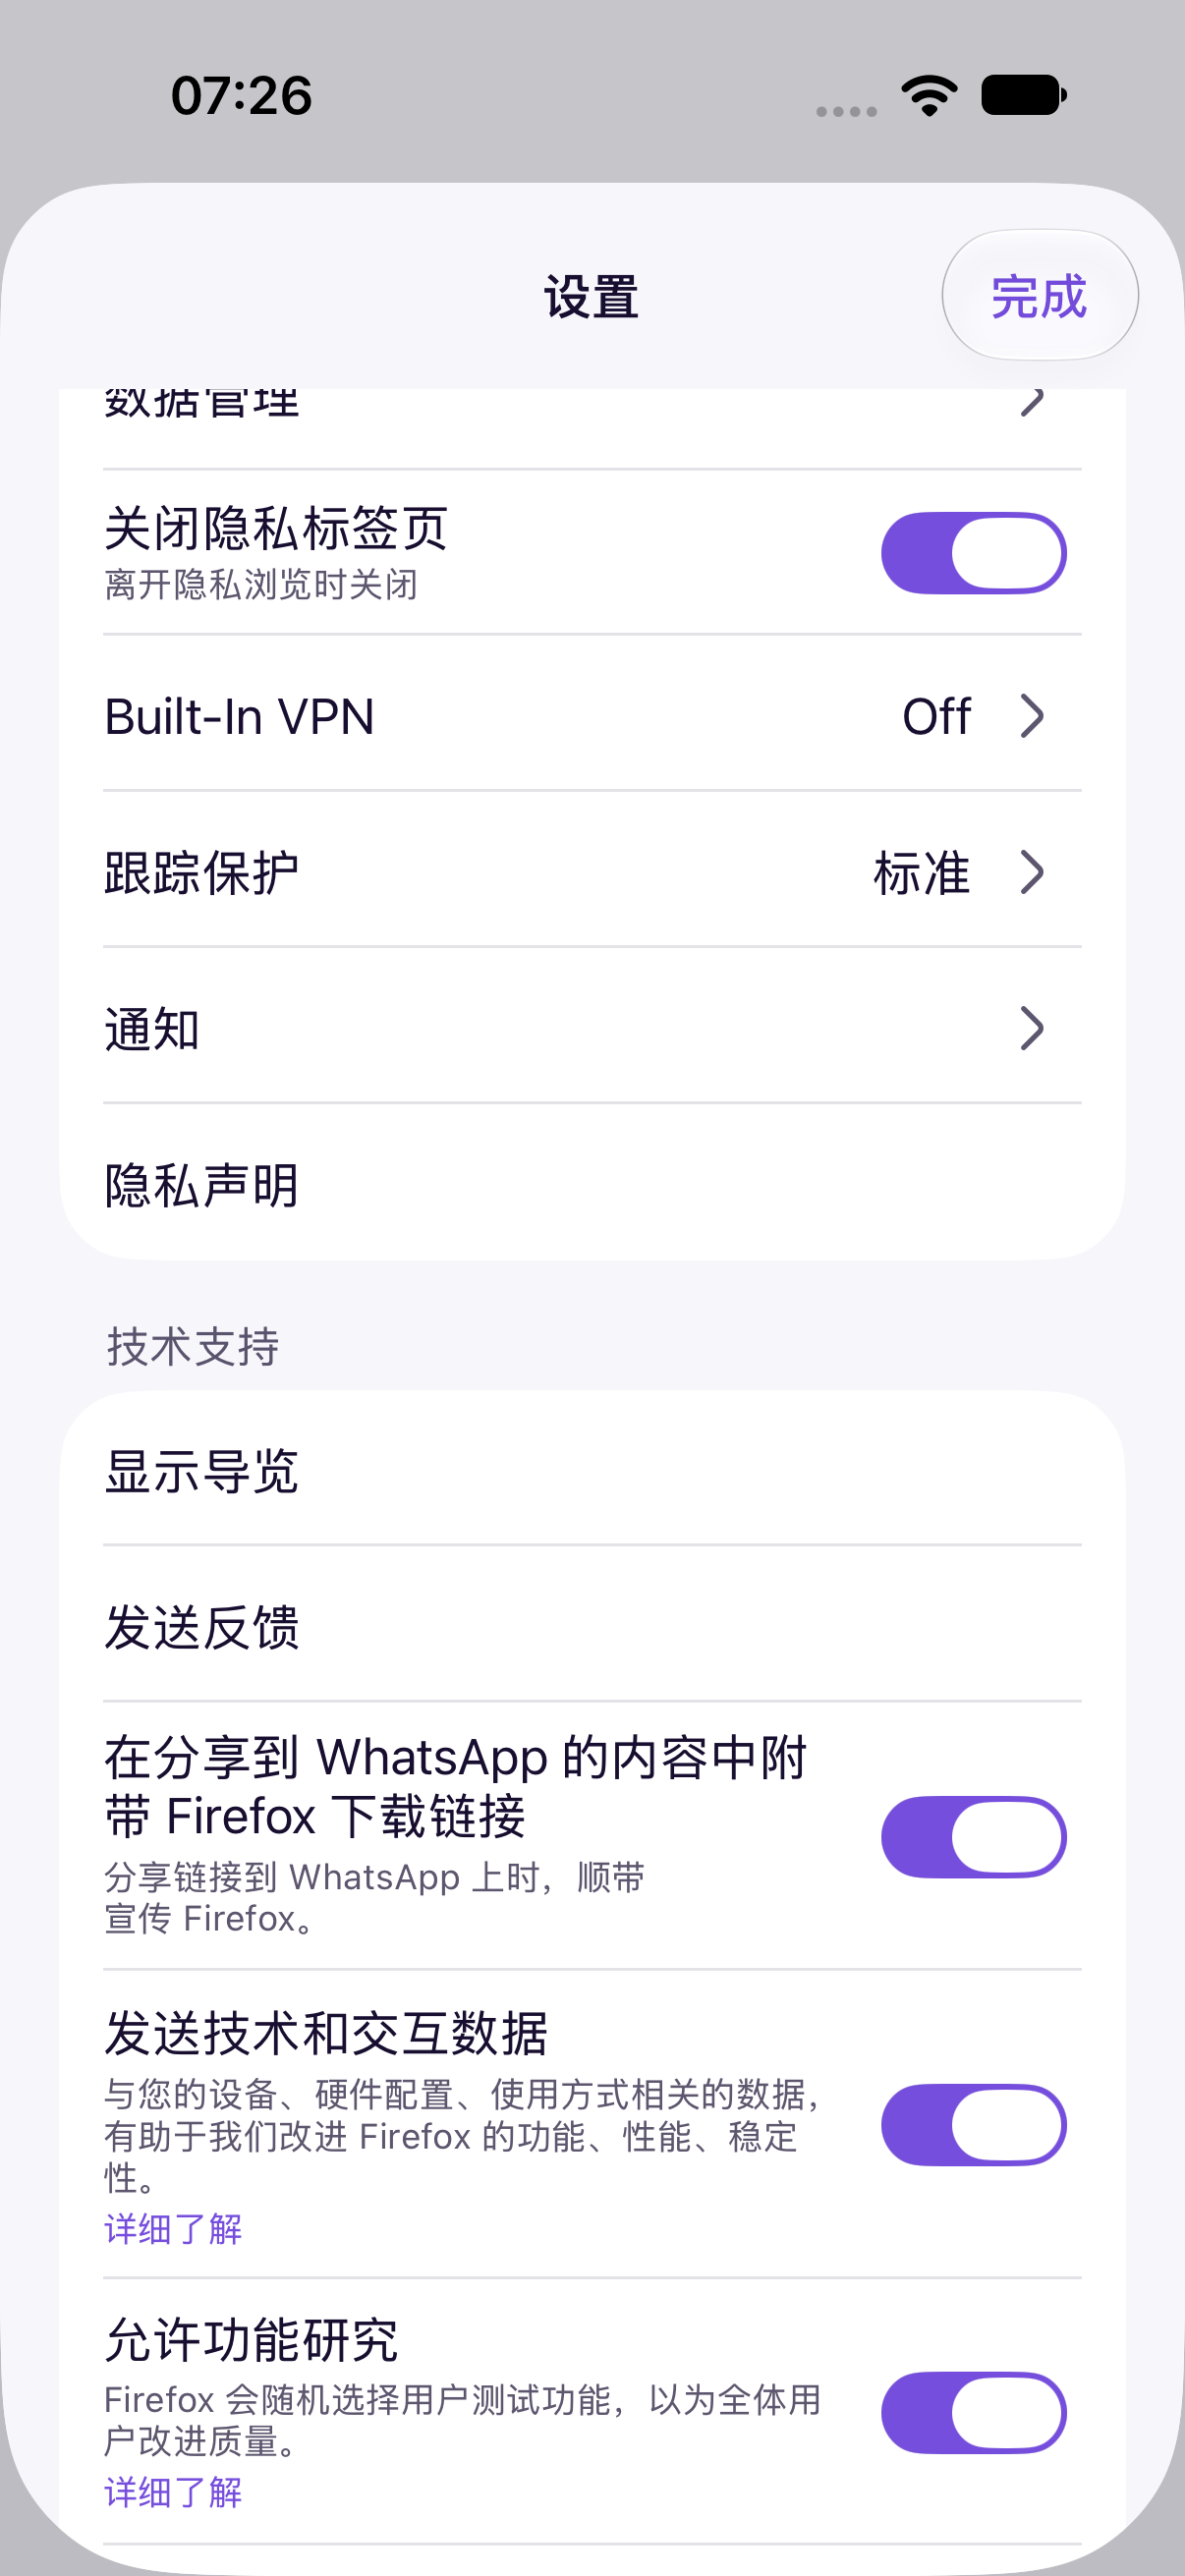 07:26
设置
完成
数据管理
关闭隐私标签页
离开隐私浏览时关闭
Built-In VPN
Off
跟踪保护
标准
通知
隐私声明
技术支持
显示导览
发送反馈
在分享到 WhatsApp 的内容中附
带 Firefox 下载链接
分享链接到 WhatsApp 上时，顺带
宣传 Firefox。
发送技术和交互数据
与您的设备、硬件配置、使用方式相关的数据，
有助于我们改进 Firefox 的功能、性能、稳定
性。
详细了解
允许功能研究
Firefox 会随机选择用户测试功能，以为全体用
户改进质量。
详细了解